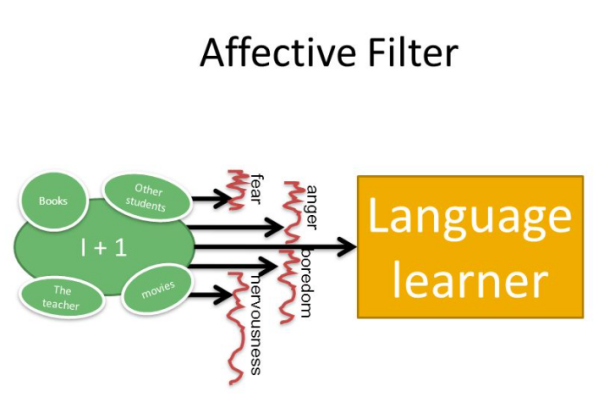 Affective Filter
Books
Other
students
I + 1
The
teacher
movies
fear
anger
boredom
nervousness
Language
learner